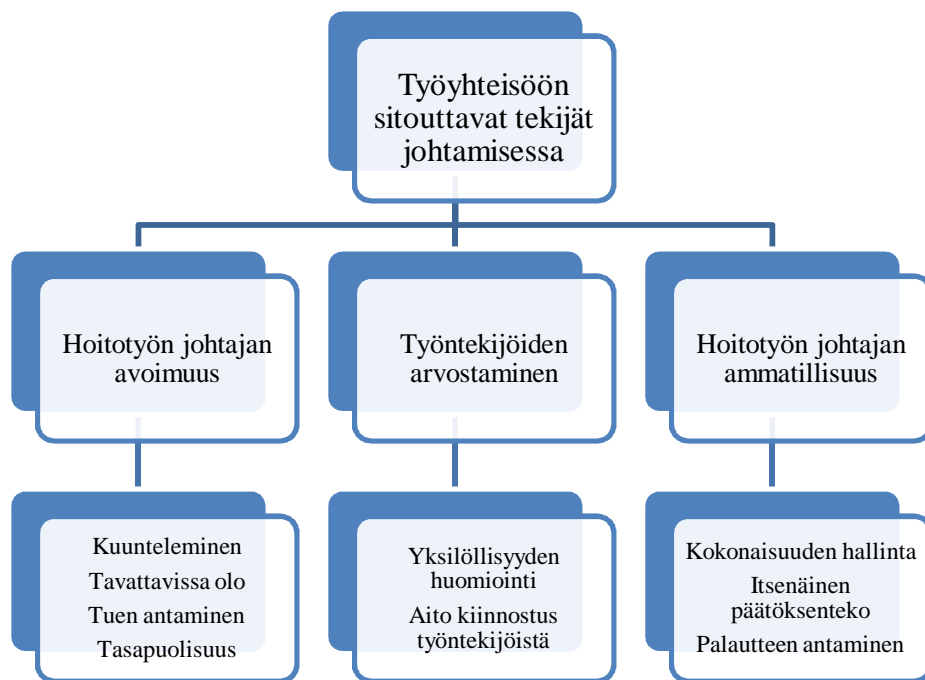 Työyhteisöön
sitouttavat tekijät
johtamisessa
Hoitotyön johtajan
avoimuus
Työntekijöiden
arvostaminen
Hoitotyön johtajan
ammatillisuus
Kuunteleminen
Tavattavissa olo
Tuen antaminen
Tasapuolisuus
Yksilöllisyyden
huomiointi
Aito kiinnostus
työntekijöistä
Kokonaisuuden hallinta
Itsenäinen
päätöksenteko
Palautteen antaminen